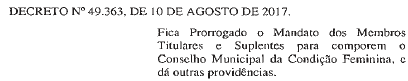 DECRETO Nº 49.363, DE 10 DE AGOSTO DE 2017.
Fica Prorrogado o Mandato dos Membros
Titulares e Suplentes para comporem o
Conselho Municipal da Condição Feminina, e
dá outras providências.